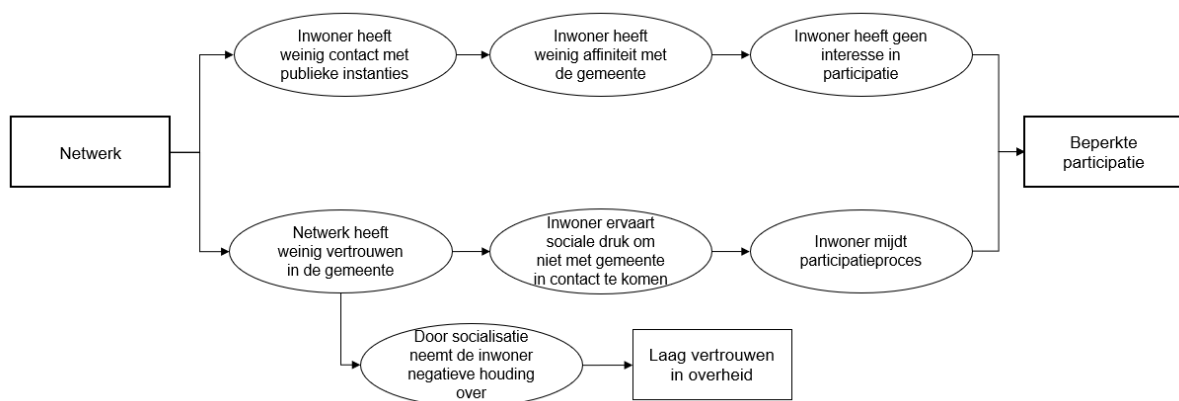 Inwoner heeft
weinig contact met
publieke instanties
Inwoner heeft
weinig affiniteit met
de gemeente
Inwoner heeft geen
interesse in
participatie
Netwerk
Beperkte
participatie
Netwerk heeft
weinig vertrouwen
in de gemeente
Inwoner ervaart
sociale druk om
niet met gemeente
in contact te komen
Inwoner mijdt
participatieproces
Door socialisatie
neemt de inwoner
negatieve houding
over
Laag vertrouwen
in overheid